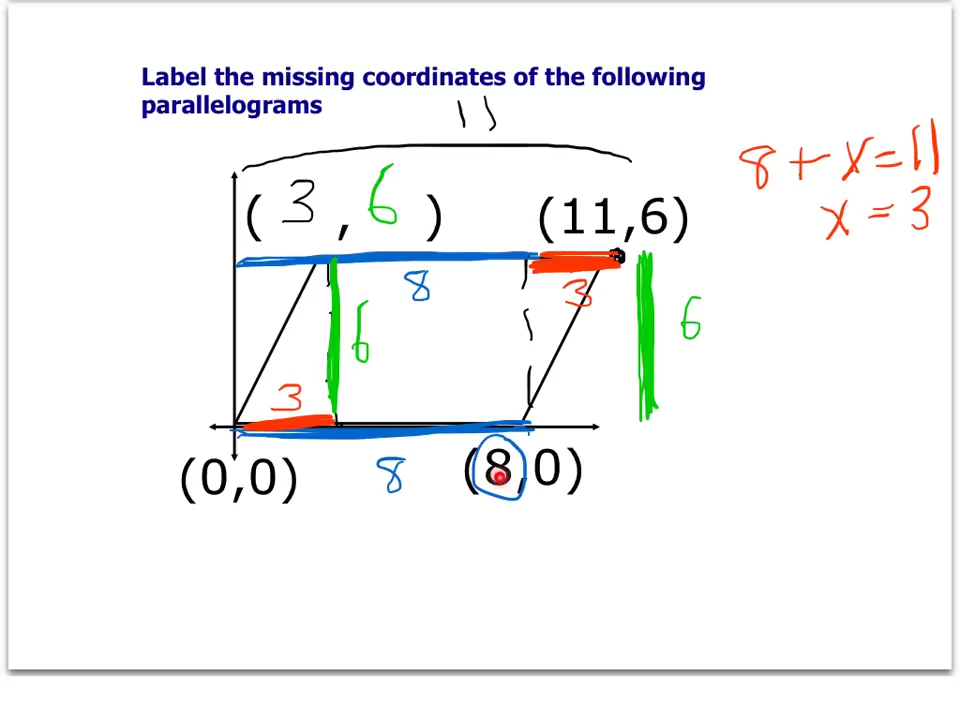 Label the missing coordinates of the following
parallelograms
11
8 + x = 11
x = 3
( 3 , 6 )
(11,6)
8
3
6
6
3
(0,0)
8
(8,0)